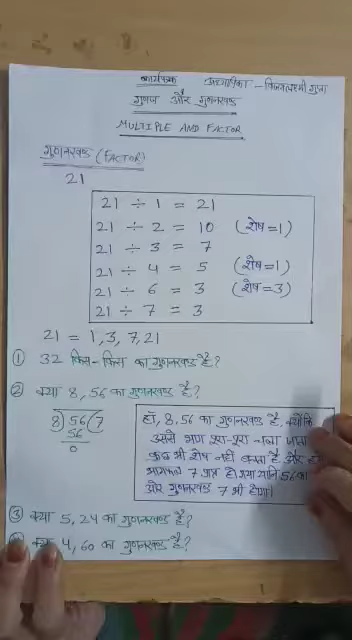 कार्यपत्रक अध्यापिका - विजयलक्ष्मी गुप्ता
गुणज और गुणनखण्ड
MULTIPLE AND FACTOR
गुणनखण्ड (FACTOR)
21
21 ÷ 1 = 21
21 ÷ 2 = 10 (शेष=1)
21 ÷ 3 = 7
21 ÷ 4 = 5 (शेष=1)
21 ÷ 6 = 3 (शेष=3)
21 ÷ 7 = 3
21 = 1, 3, 7, 21
① 32 किस-किस का गुणनखण्ड है?
② क्या 8, 56 का गुणनखण्ड है?
8) 56 (7
56
0
हाँ, 8, 56 का गुणनखण्ड है, क्योंकि
उससे भाग पूरा-पूरा चला जाता
कुछ भी शेष नहीं बचता है और
भागफल 7 प्राप्त हो गया यानि 56 का
और गुणनखण्ड 7 भी होगा।
③ क्या 5, 24 का गुणनखण्ड है?
क्या 4, 60 का गुणनखण्ड है?